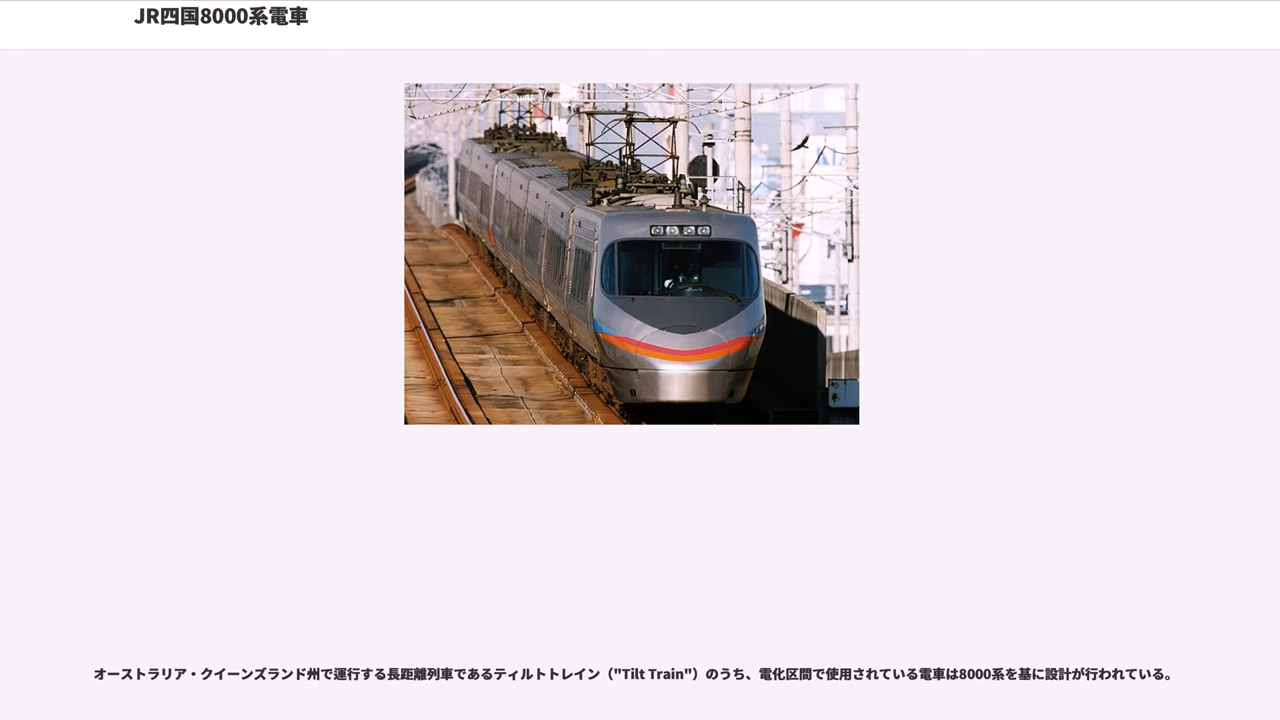 JR四国8000系電車
オーストラリア・クイーンズランド州で運行する長距離列車であるティルトトレイン（"Tilt Train"）のうち、電化区間で使用されている電車は8000系を基に設計が行われている。